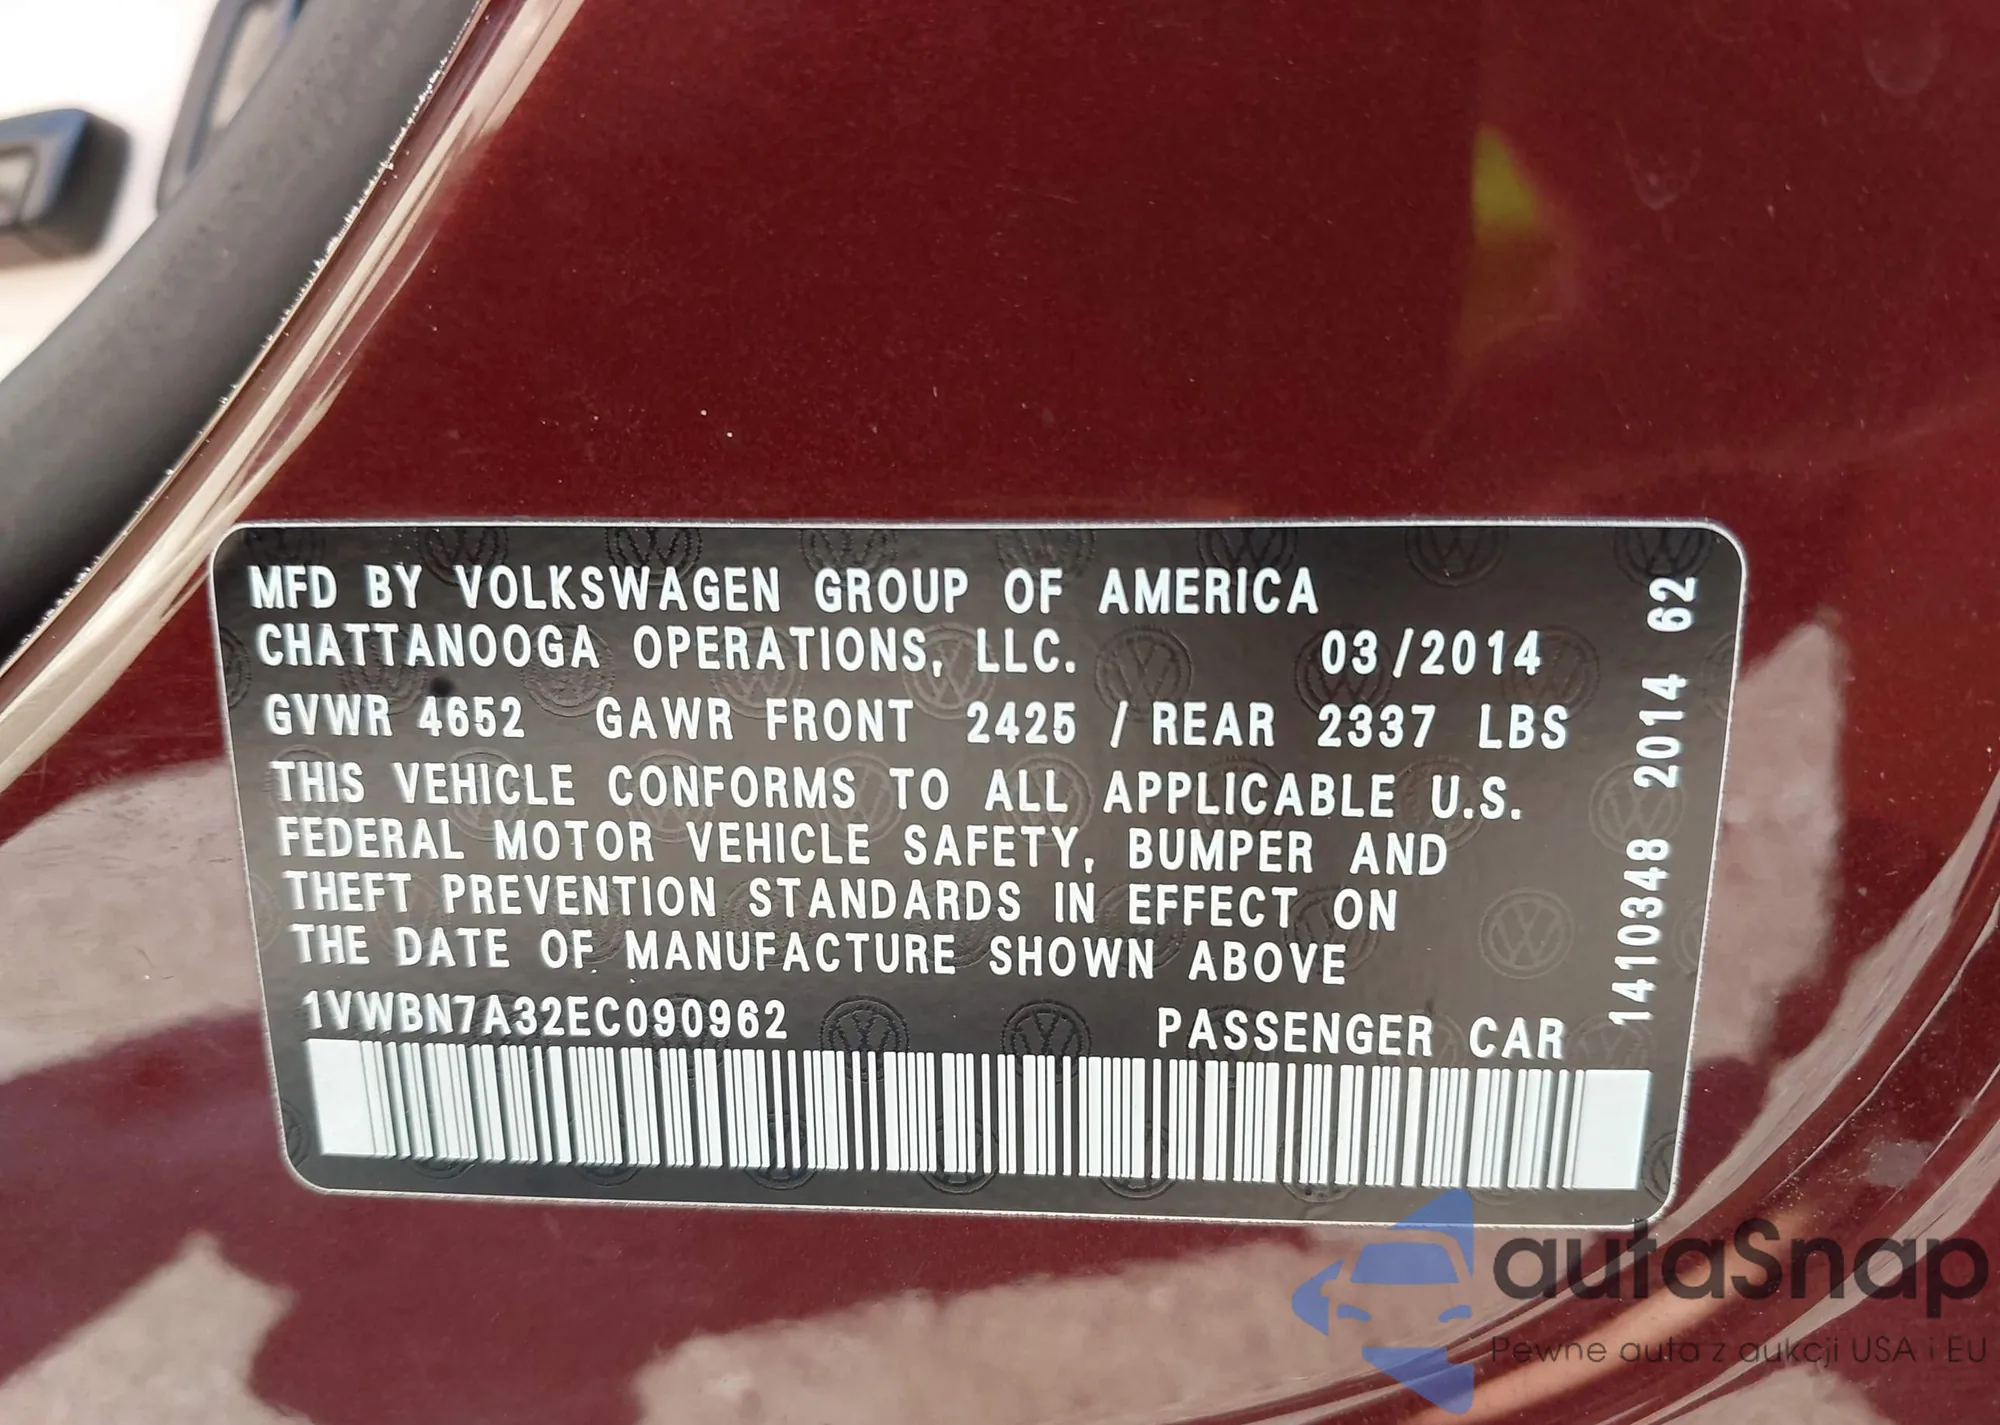 MFD BY VOLKSWAGEN GROUP OF AMERICA
CHATTANOOGA OPERATIONS, LLC. 03/2014
GVWR 4652 GAWR FRONT 2425 / REAR 2337 LBS
THIS VEHICLE CONFORMS TO ALL APPLICABLE U.S.
FEDERAL MOTOR VEHICLE SAFETY, BUMPER AND
THEFT PREVENTION STANDARDS IN EFFECT ON
THE DATE OF MANUFACTURE SHOWN ABOVE
1VWBN7A32EC090962 PASSENGER CAR
1410348 2014 62
autaSnap
Pewne auta z aukcji USA i EU